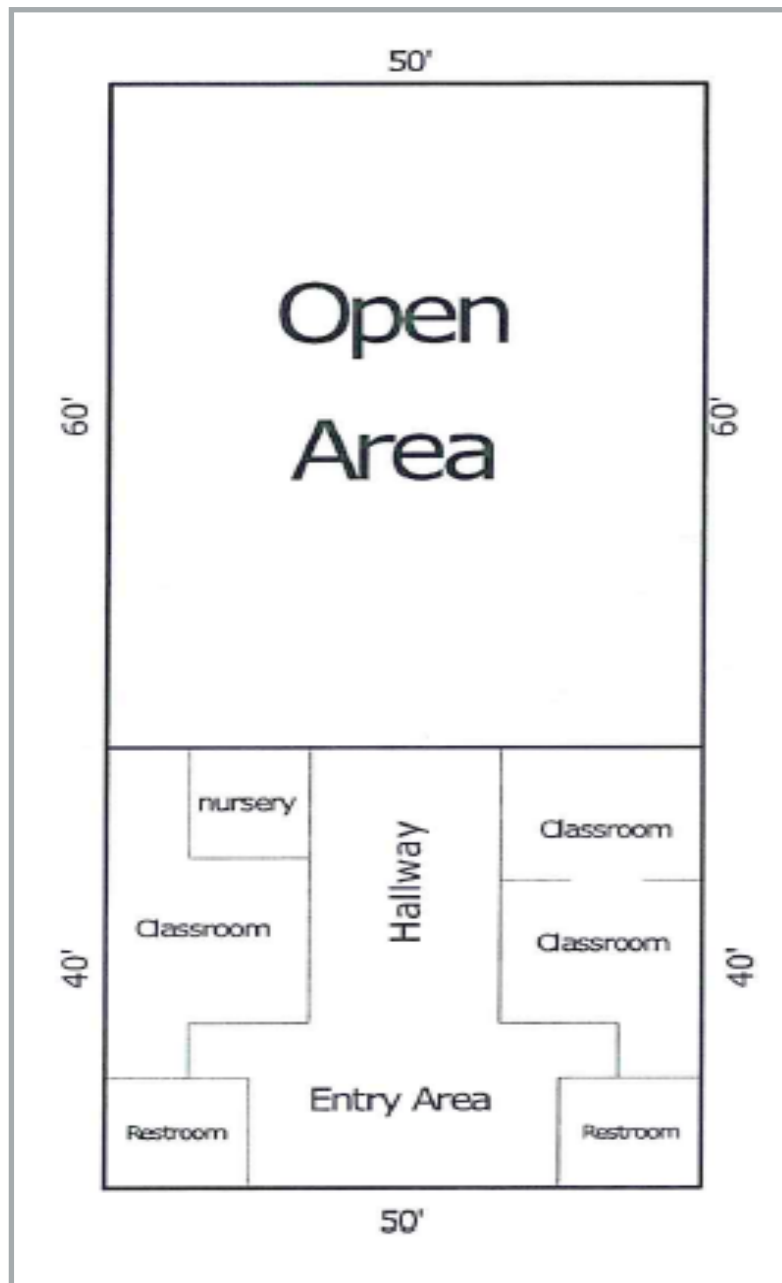 50'
Open
Area
60'
60'
nursery
Classroom
Hallway
Classroom
Classroom
40'
40'
Entry Area
Restroom
Restroom
50'